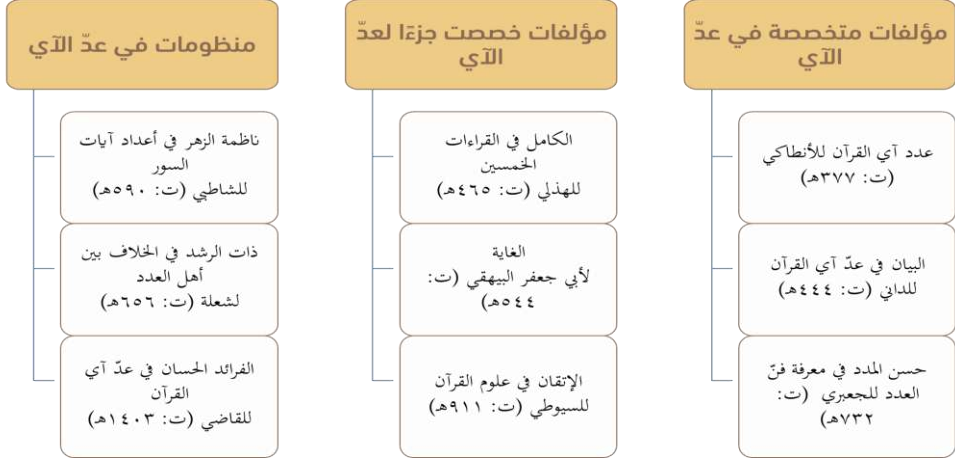 مؤلفات متخصصة في عدّ
الآي
عدد آي القرآن للأنطاكي
(ت: ٣٧٧هـ)
البيان في عدّ آي القرآن
للداني (ت: ٤٤٤هـ)
حسن المدد في معرفة فنّ
العدد للجعبري (ت:
٧٣٢هـ)
مؤلفات خصصت جزءًا لعدّ
الآي
الكامل في القراءات
الخمسين
للهذلي (ت: ٤٦٥هـ)
الغاية
لأبي جعفر البيهقي (ت:
٥٤٤هـ)
الإتقان في علوم القرآن
للسيوطي (ت: ٩١١هـ)
منظومات في عدّ الآي
ناظمة الزهر في أعداد آيات
السور
للشاطبي (ت: ٥٩٠هـ)
ذات الرشد في الخلاف بين
أهل العدد
لشعلة (ت: ٦٥٦هـ)
الفرائد الحسان في عدّ آي
القرآن
للقاضي (ت: ١٤٠٣هـ)